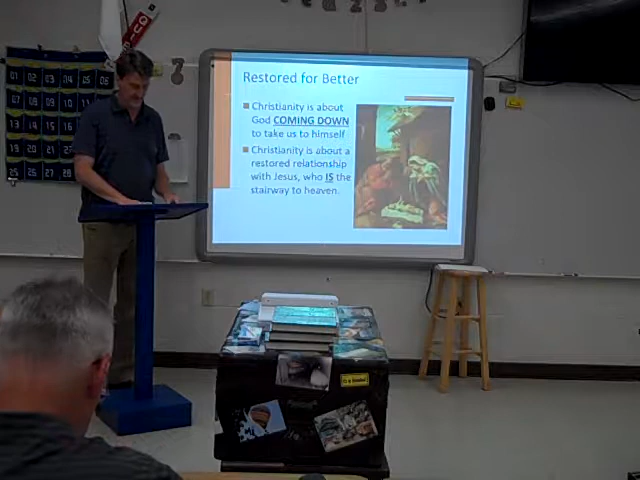 Restored for Better
Christianity is about
God COMING DOWN
to take us to himself
Christianity is about a
restored relationship
with Jesus, who IS the
stairway to heaven.
01 02 03 04 05 06
07 08 09 10
13 14 15 16
19 20 21 22
25 26 27 28